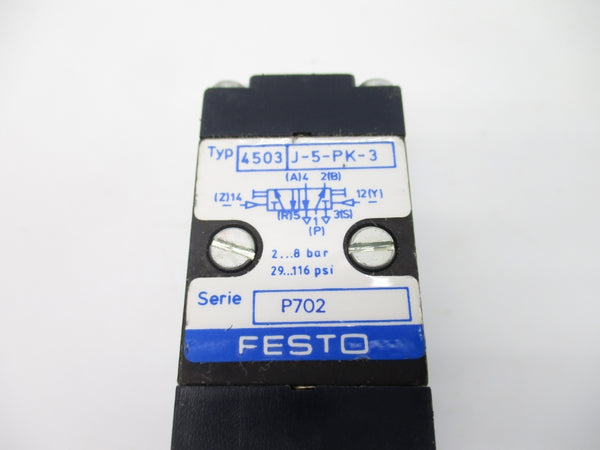 Typ 4503 J-5-PK-3
(A)4 2(B)
(Z)14 12(Y)
(R)5 3(S)
1
(P)
2...8 bar
29...116 psi
Serie P702
FESTO